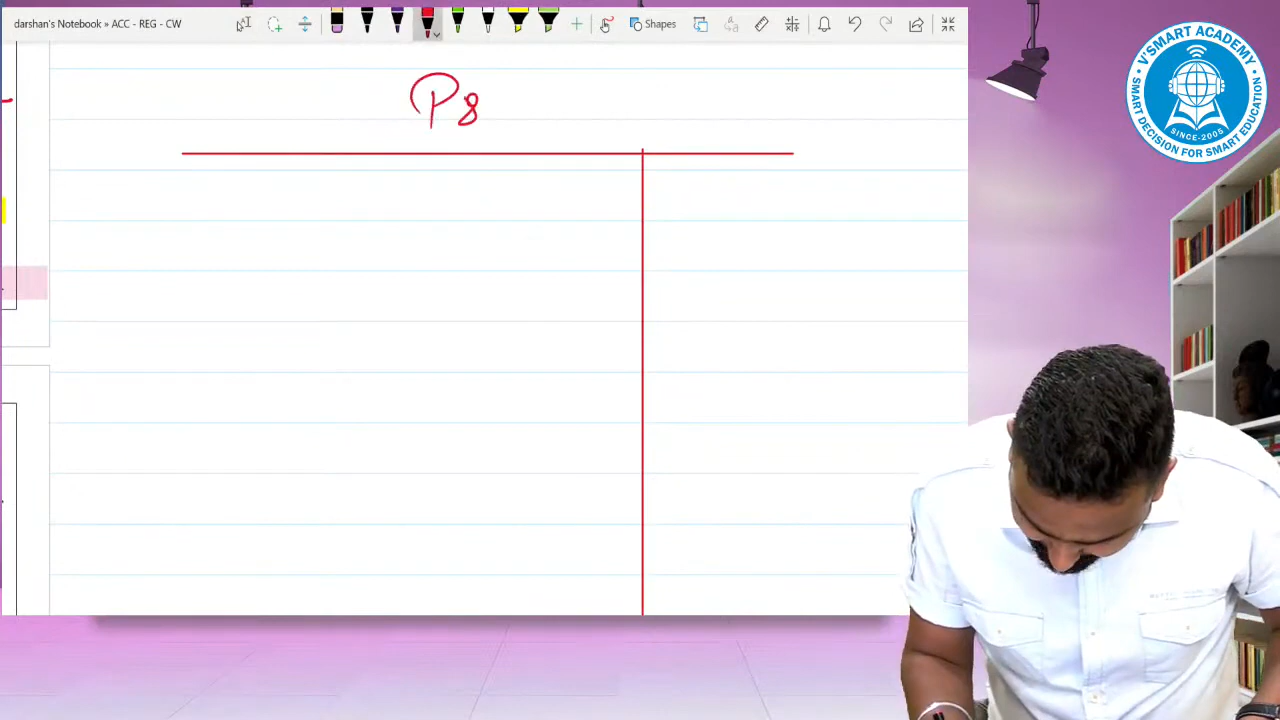 darshan's Notebook » ACC - REG - CW
Shapes
P8
V'SMART ACADEMY
SINCE-2005
SMART DECISION FOR SMART EDUCATION